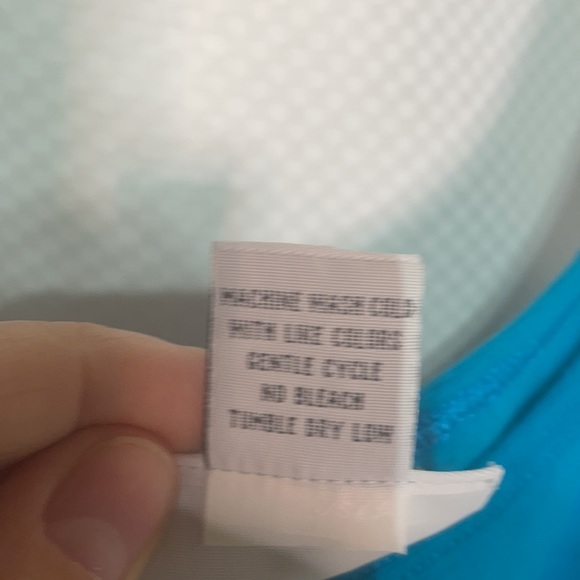 MACHINE WASH COLD
WITH LIKE COLORS
GENTLE CYCLE
NO BLEACH
TUMBLE DRY LOW